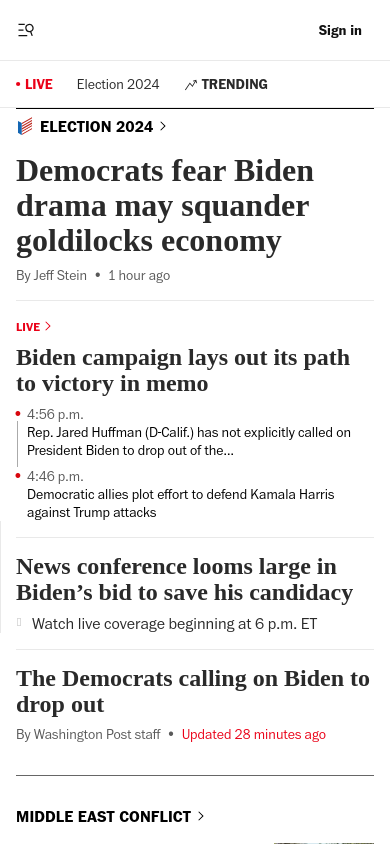 Sign in
LIVE
Election 2024
TRENDING
ELECTION 2024
Democrats fear Biden
drama may squander
goldilocks economy
By Jeff Stein • 1 hour ago
LIVE
Biden campaign lays out its path
to victory in memo
4:56 p.m.
Rep. Jared Huffman (D-Calif.) has not explicitly called on
President Biden to drop out of the...
4:46 p.m.
Democratic allies plot effort to defend Kamala Harris
against Trump attacks
News conference looms large in
Biden’s bid to save his candidacy
Watch live coverage beginning at 6 p.m. ET
The Democrats calling on Biden to
drop out
By Washington Post staff • Updated 28 minutes ago
MIDDLE EAST CONFLICT